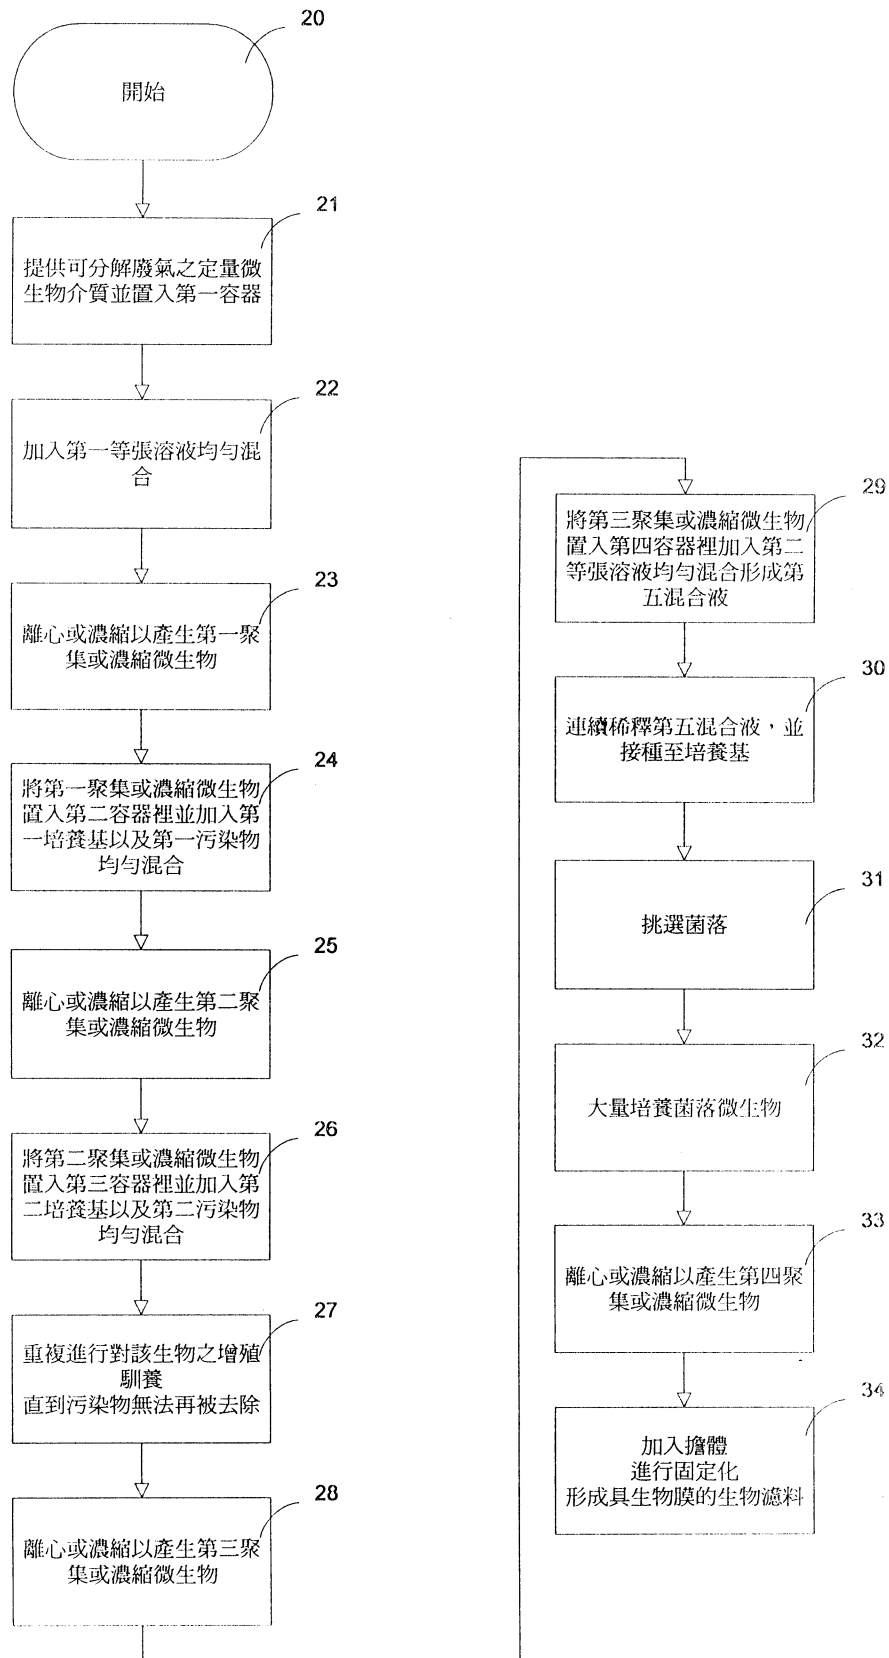 20
開始
21
提供可分解廢氣之定量微
生物介質並置入第一容器
22
加入第一等張溶液均勻混
合
23
離心或濃縮以產生第一聚
集或濃縮微生物
24
將第一聚集或濃縮微生物
置入第二容器裡並加入第
一培養基以及第一污染物
均勻混合
25
離心或濃縮以產生第二聚
集或濃縮微生物
26
將第二聚集或濃縮微生物
置入第三容器裡並加入第
二培養基以及第二污染物
均勻混合
27
重複進行對該生物之增殖
馴養
直到污染物無法再被去除
28
離心或濃縮以產生第三聚
集或濃縮微生物
29
將第三聚集或濃縮微生物
置入第四容器裡加入第二
等張溶液均勻混合形成第
五混合液
30
連續稀釋第五混合液，並
接種至培養基
31
挑選菌落
32
大量培養菌落微生物
33
離心或濃縮以產生第四聚
集或濃縮微生物
34
加入擔體
進行固定化
形成具生物膜的生物濾料